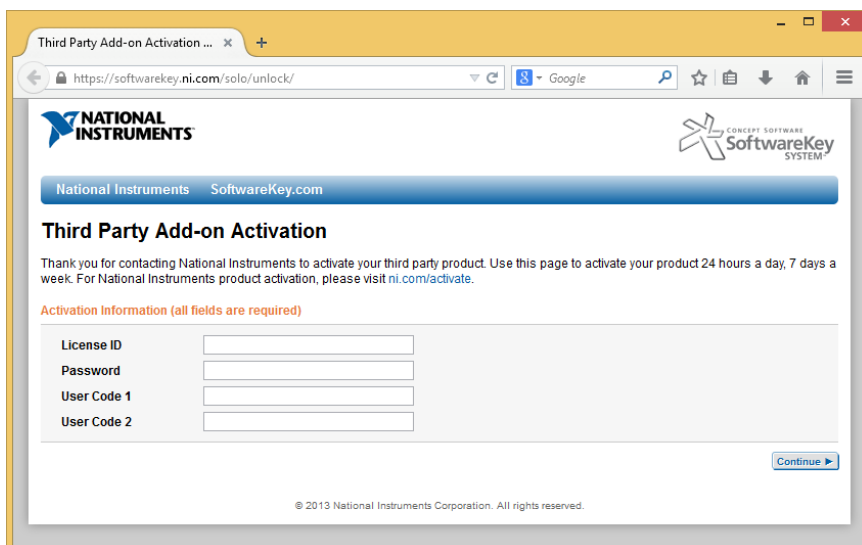 Third Party Add-on Activation ...
https://softwarekey.ni.com/solo/unlock/
Google
NATIONAL
INSTRUMENTS
CONCEPT SOFTWARE
SoftwareKey
SYSTEM
National Instruments SoftwareKey.com
Third Party Add-on Activation
Thank you for contacting National Instruments to activate your third party product. Use this page to activate your product 24 hours a day, 7 days a
week. For National Instruments product activation, please visit ni.com/activate.
Activation Information (all fields are required)
License ID
Password
User Code 1
User Code 2
Continue
© 2013 National Instruments Corporation. All rights reserved.